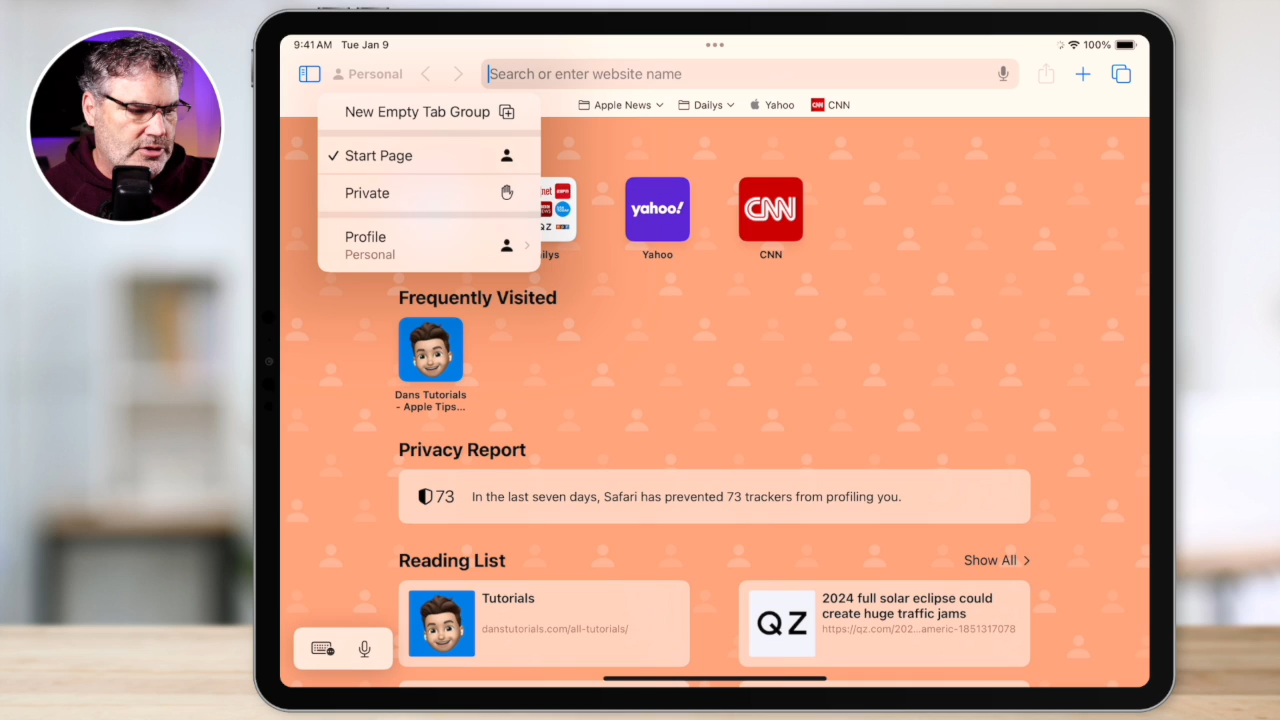 9:41 AM Tue Jan 9
100%
Personal
Search or enter website name
New Empty Tab Group
Start Page
Private
Profile
Personal
Apple News
Dailys
Yahoo
CNN
CNN
net
ESPN
QZ
yahoo!
CNN
ilys
Yahoo
CNN
Frequently Visited
Dans Tutorials
- Apple Tips...
Privacy Report
73
In the last seven days, Safari has prevented 73 trackers from profiling you.
Reading List
Show All
Tutorials
danstutorials.com/all-tutorials/
QZ
2024 full solar eclipse could
create huge traffic jams
https://qz.com/202...americ-1851317078